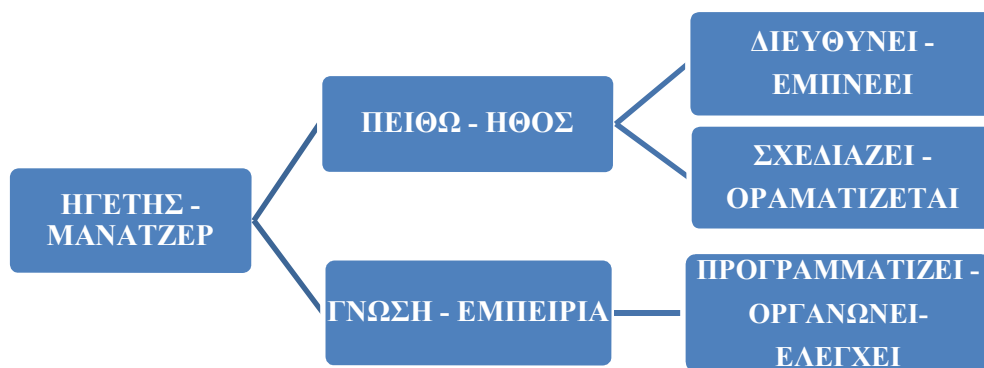 ΔΙΕΥΘΥΝΕΙ -
ΕΜΠΝΕΕΙ
ΠΕΙΘΩ - ΗΘΟΣ
ΣΧΕΔΙΑΖΕΙ -
ΟΡΑΜΑΤΙΖΕΤΑΙ
ΗΓΕΤΗΣ -
ΜΑΝΑΤΖΕΡ
ΓΝΩΣΗ - ΕΜΠΕΙΡΙΑ
ΠΡΟΓΡΑΜΜΑΤΙΖΕΙ -
ΟΡΓΑΝΩΝΕΙ-
ΕΛΕΓΧΕΙ